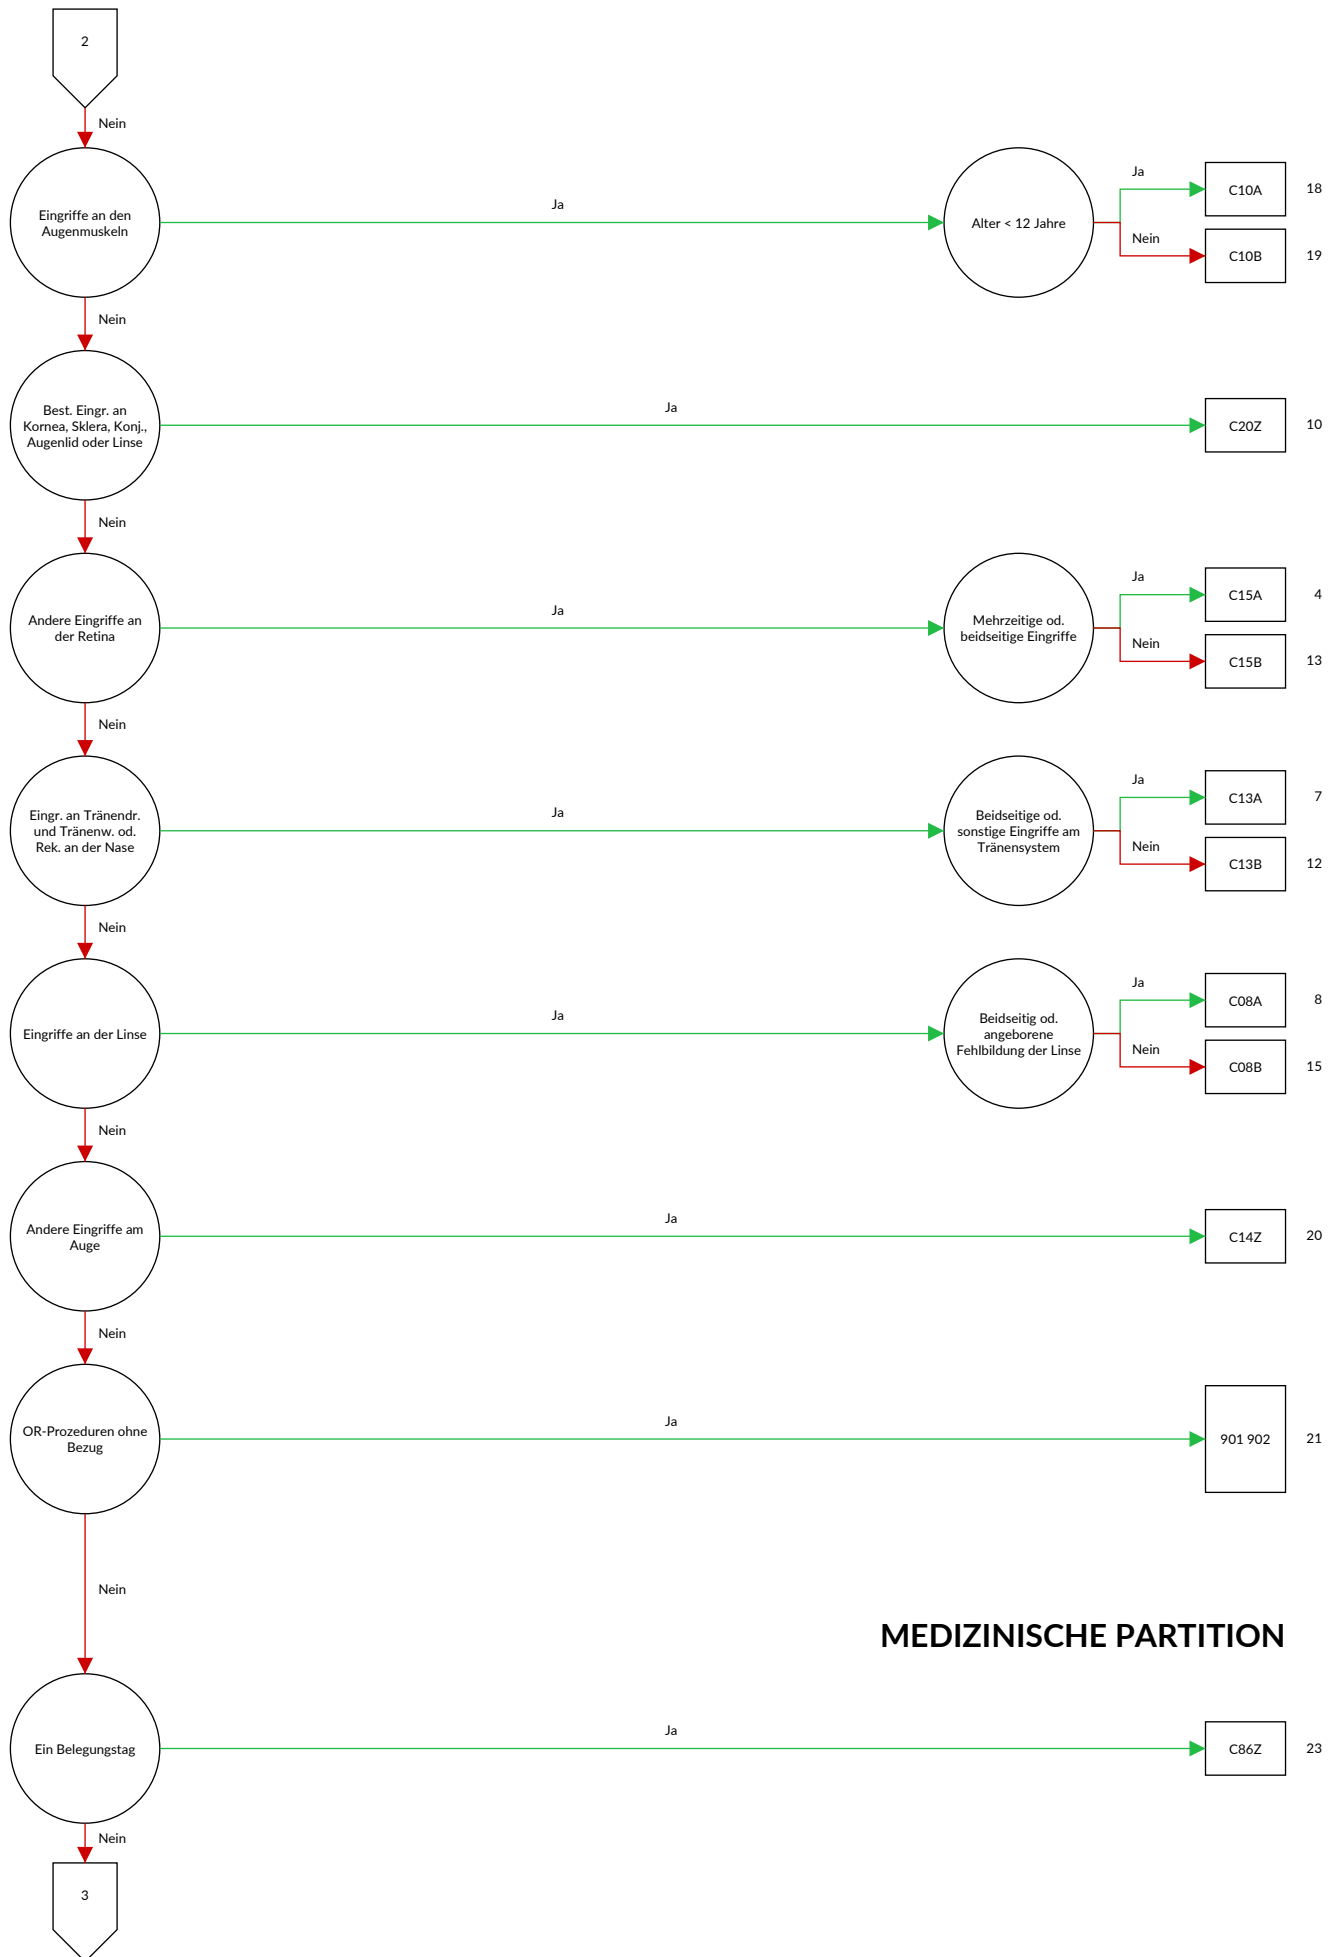 2
Nein
Eingriffe an den
Augenmuskeln
Ja
Alter < 12 Jahre
Ja
C10A
18
Nein
C10B
19
Nein
Best. Eingr. an
Kornea, Sklera, Konj.,
Augenlid oder Linse
Ja
C20Z
10
Nein
Andere Eingriffe an
der Retina
Ja
Mehrzeitige od.
beidseitige Eingriffe
Ja
C15A
4
Nein
C15B
13
Nein
Eingr. an Tränendr.
und Tränenw. od.
Rek. an der Nase
Ja
Beidseitige od.
sonstige Eingriffe am
Tränensystem
Ja
C13A
7
Nein
C13B
12
Nein
Eingriffe an der Linse
Ja
Beidseitig od.
angeborene
Fehlbildung der Linse
Ja
C08A
8
Nein
C08B
15
Nein
Andere Eingriffe am
Auge
Ja
C14Z
20
Nein
OR-Prozeduren ohne
Bezug
Ja
901 902
21
Nein
MEDIZINISCHE PARTITION
Ein Belegungstag
Ja
C86Z
23
Nein
3